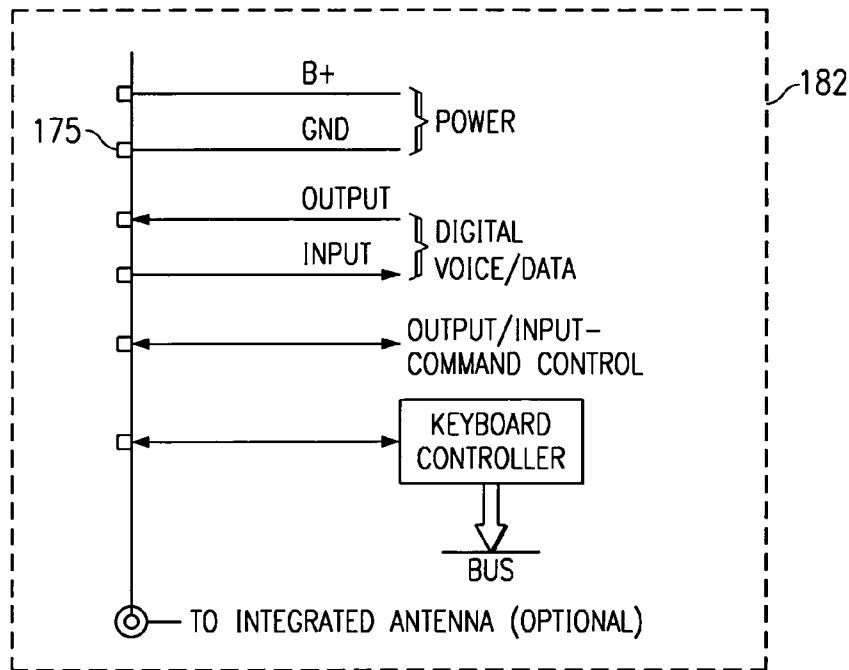 B+
182
POWER
175
GND
OUTPUT
DIGITAL
VOICE/DATA
INPUT
OUTPUT/INPUT-
COMMAND CONTROL
KEYBOARD
CONTROLLER
BUS
TO INTEGRATED ANTENNA (OPTIONAL)